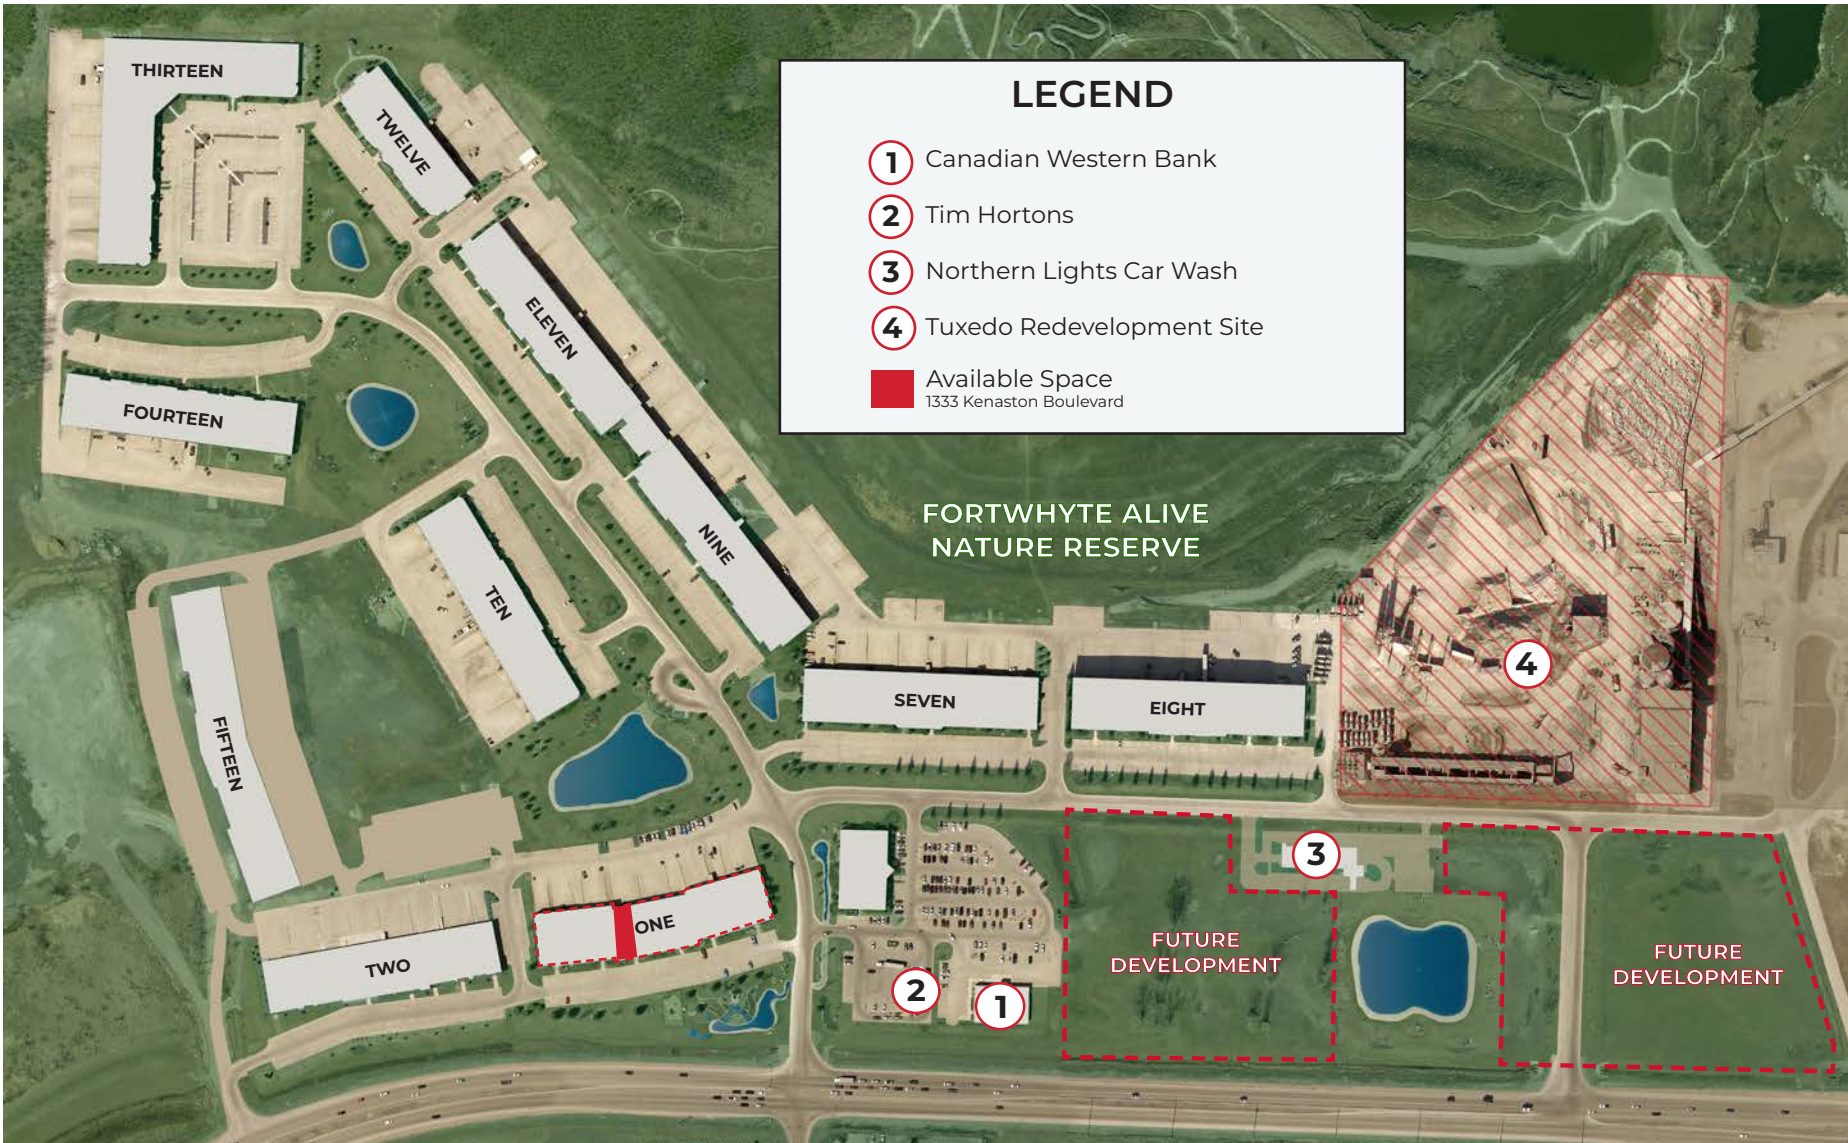 LEGEND
1 Canadian Western Bank
2 Tim Hortons
3 Northern Lights Car Wash
4 Tuxedo Redevelopment Site
Available Space
1333 Kenaston Boulevard
THIRTEEN
TWELVE
ELEVEN
FOURTEEN
NINE
FORTWHYTE ALIVE
NATURE RESERVE
TEN
4
SEVEN
EIGHT
FIFTEEN
3
ONE
TWO
FUTURE
DEVELOPMENT
FUTURE
DEVELOPMENT
2
1